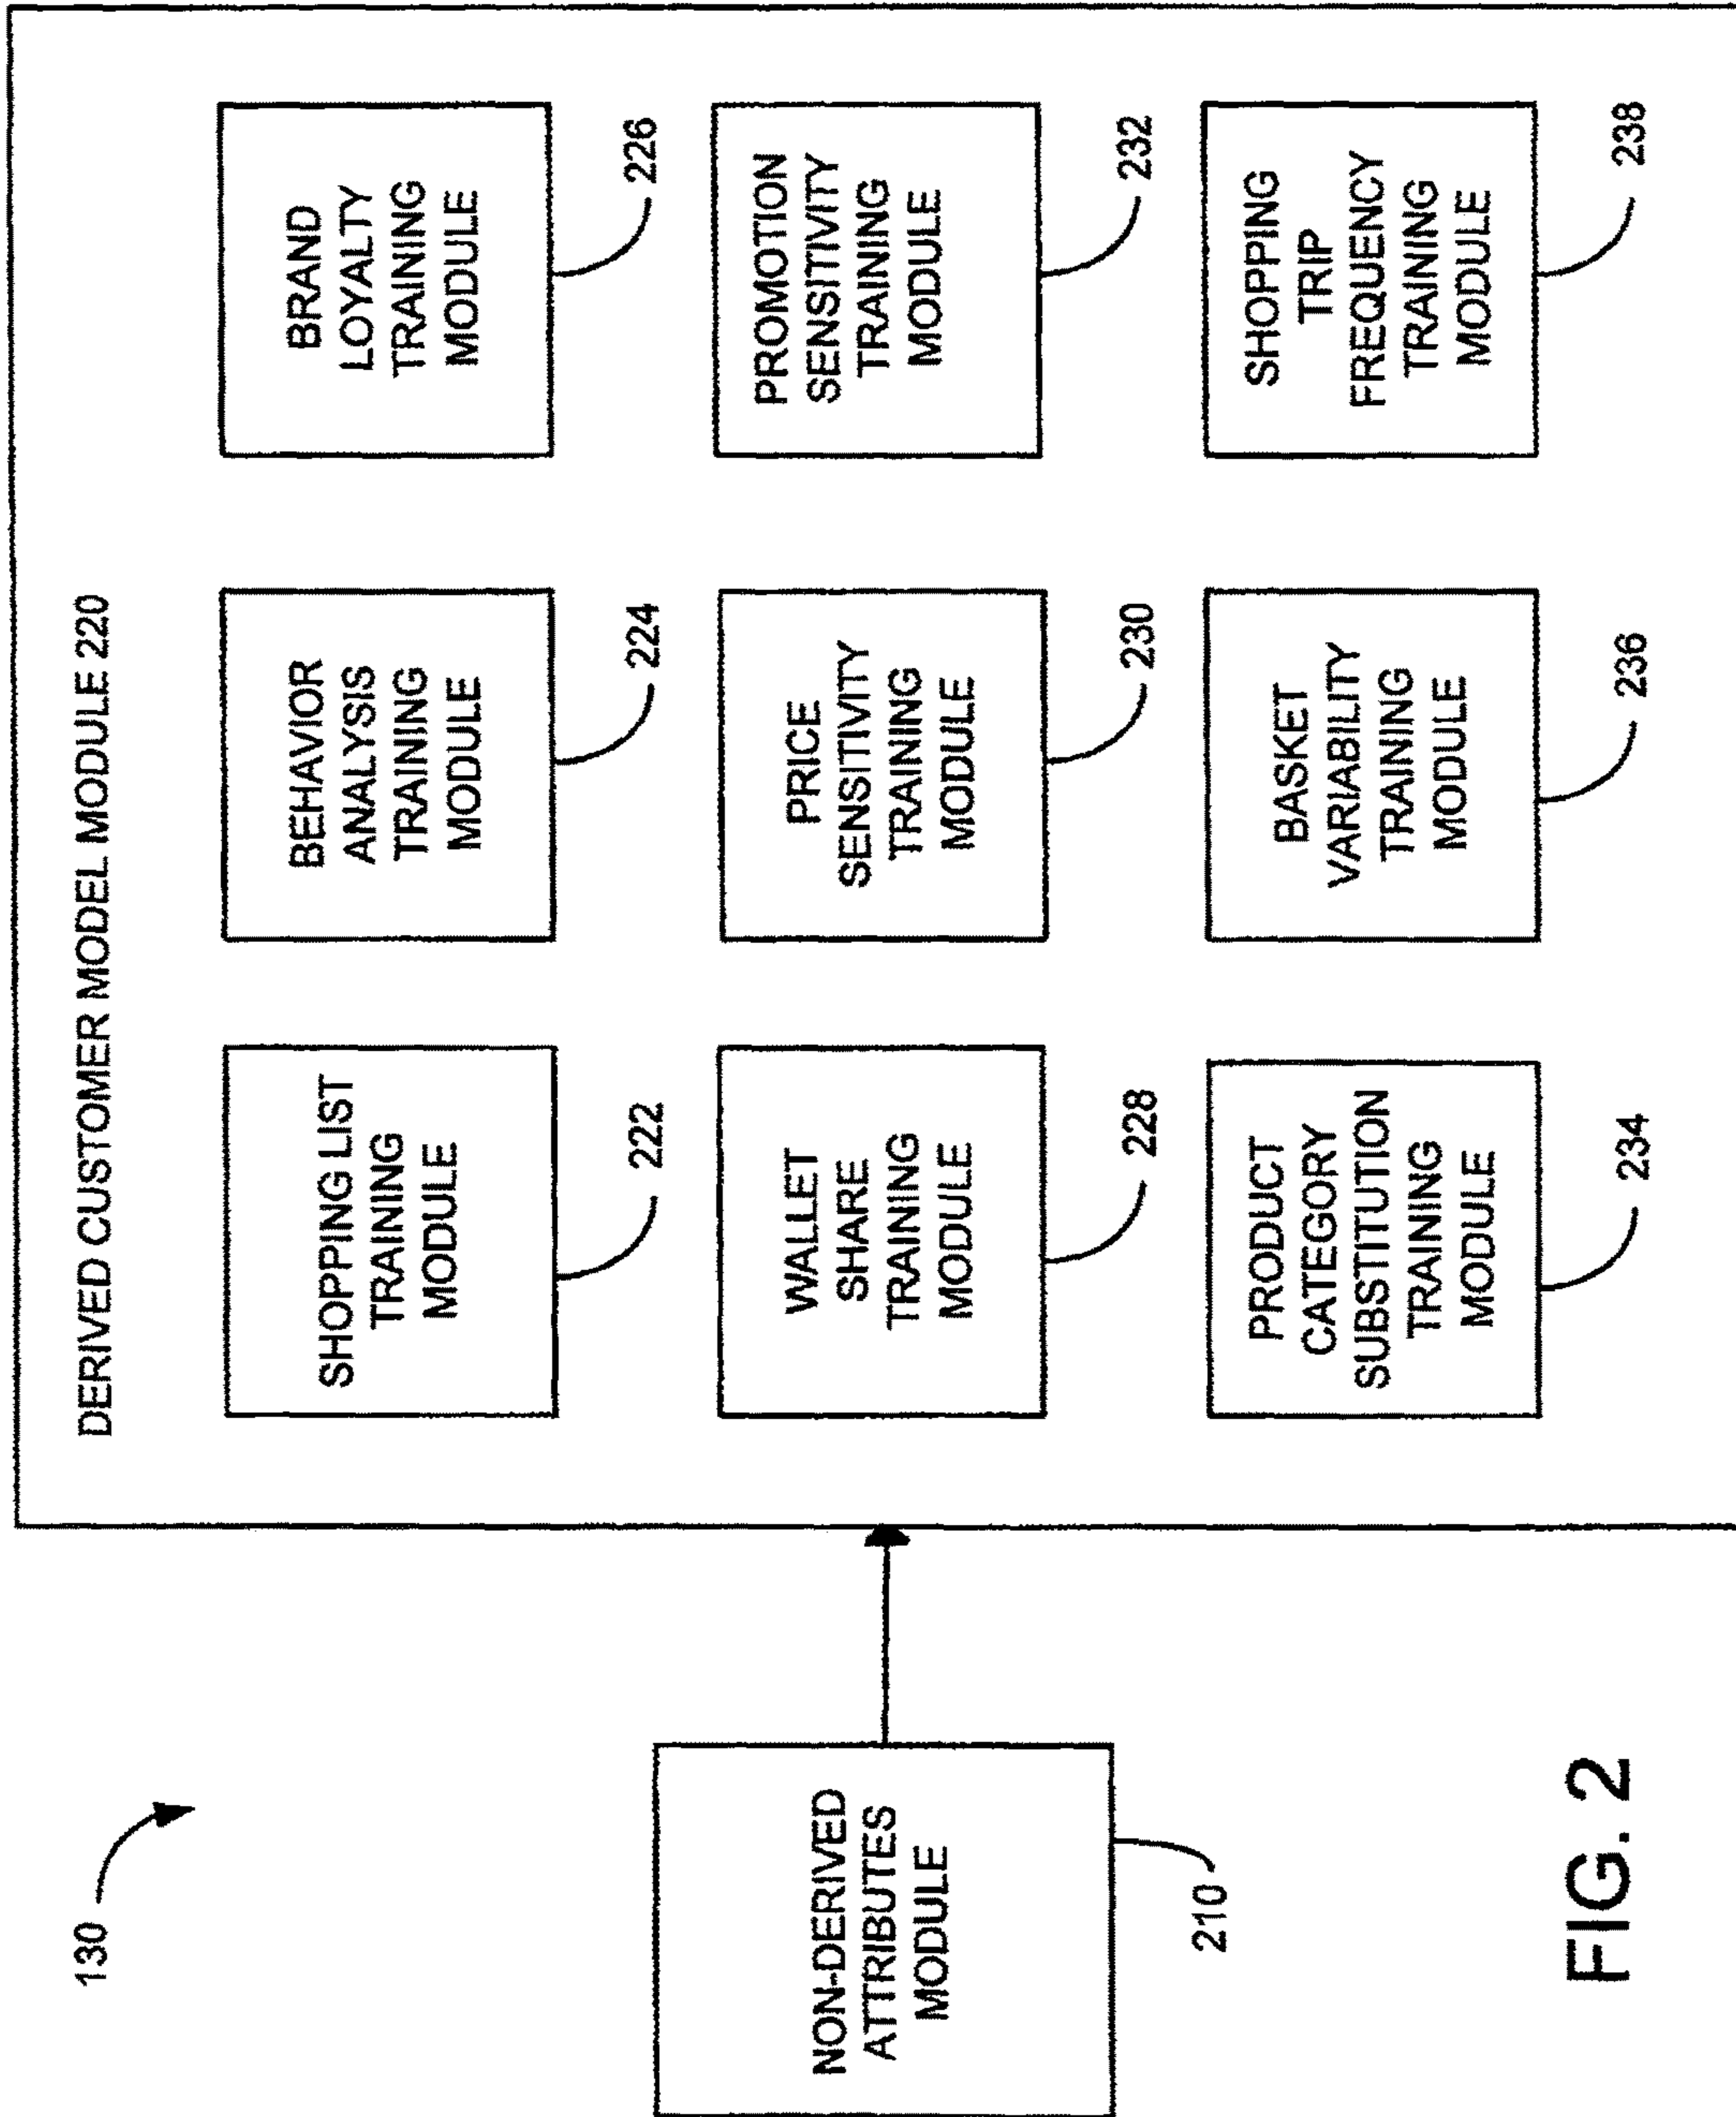 130
NON-DERIVED
ATTRIBUTES
MODULE
210
DERIVED CUSTOMER MODEL MODULE 220
SHOPPING LIST
TRAINING
MODULE
222
BEHAVIOR
ANALYSIS
TRAINING
MODULE
224
BRAND
LOYALTY
TRAINING
MODULE
226
WALLET
SHARE
TRAINING
MODULE
228
PRICE
SENSITIVITY
TRAINING
MODULE
230
PROMOTION
SENSITIVITY
TRAINING
MODULE
232
PRODUCT
CATEGORY
SUBSTITUTION
TRAINING
MODULE
234
BASKET
VARIABILITY
TRAINING
MODULE
236
SHOPPING
TRIP
FREQUENCY
TRAINING
MODULE
238
FIG. 2